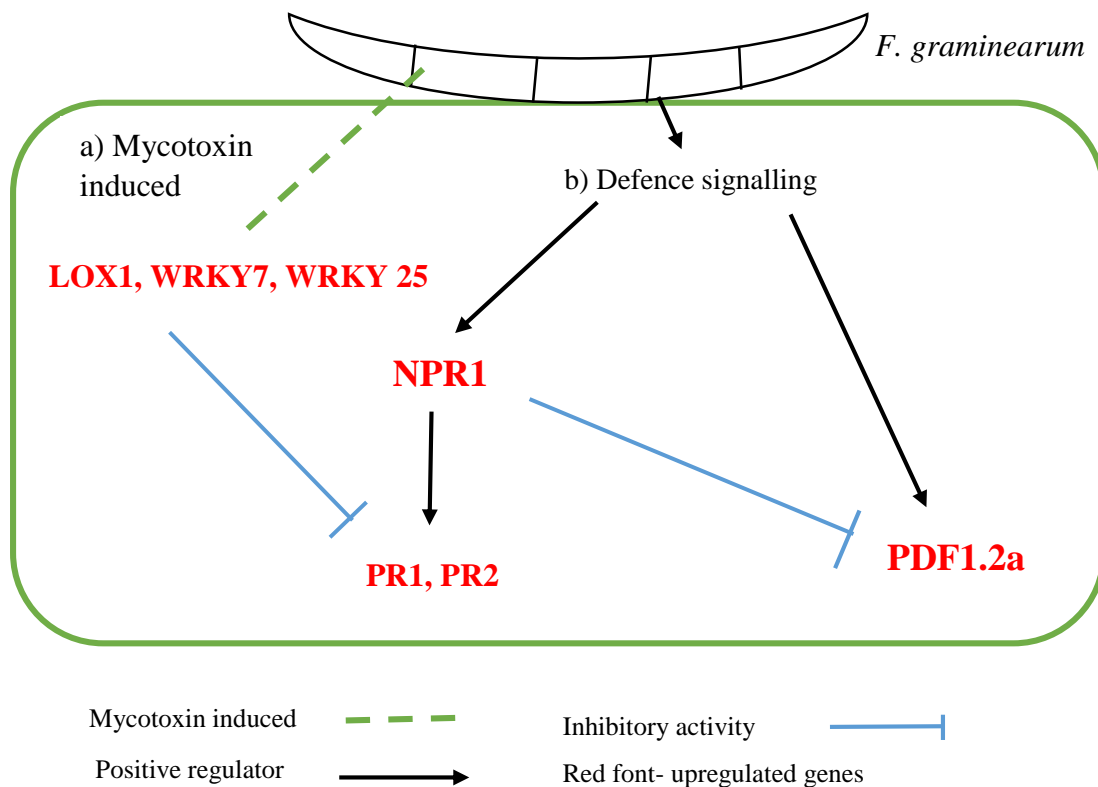 F. graminearum
a) Mycotoxin
induced
b) Defence signalling
LOX1, WRKY7, WRKY 25
NPR1
PR1, PR2
PDF1.2a
Mycotoxin induced
Inhibitory activity
Positive regulator
Red font- upregulated genes